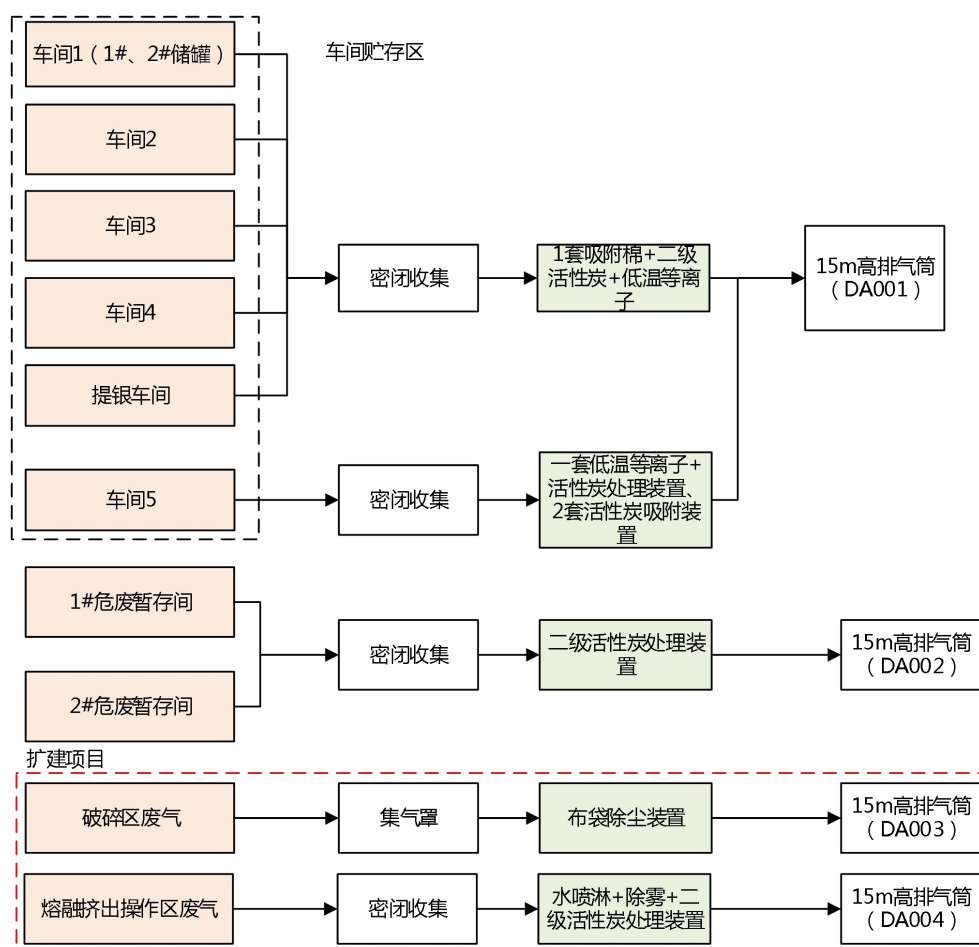 车间1（1#、2#储罐）
车间贮存区
车间2
车间3
车间4
提银车间
密闭收集
1套吸附棉+二级
活性炭+低温等离
子
15m高排气筒
（DA001）
车间5
密闭收集
一套低温等离子+
活性炭处理装置、
2套活性炭吸附装
置
1#危废暂存间
2#危废暂存间
密闭收集
二级活性炭处理装
置
15m高排气筒
（DA002）
扩建项目
破碎区废气
集气罩
布袋除尘装置
15m高排气筒
（DA003）
熔融挤出操作区废气
密闭收集
水喷淋+除雾+二
级活性炭处理装置
15m高排气筒
（DA004）